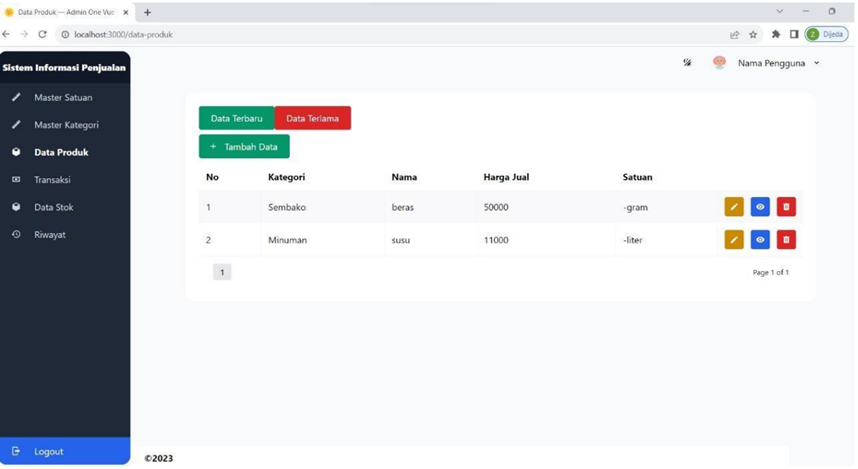 Data Produk — Admin One Vue
localhost:3000/data-produk
Z Dijeda
Sistem Informasi Penjualan
Nama Pengguna
Master Satuan
Master Kategori
Data Produk
Transaksi
Data Stok
Riwayat
Logout
Data Terbaru Data Terlama
+ Tambah Data
No Kategori Nama Harga Jual Satuan
1 Sembako beras 50000 -gram
2 Minuman susu 11000 -liter
1 Page 1 of 1
©2023